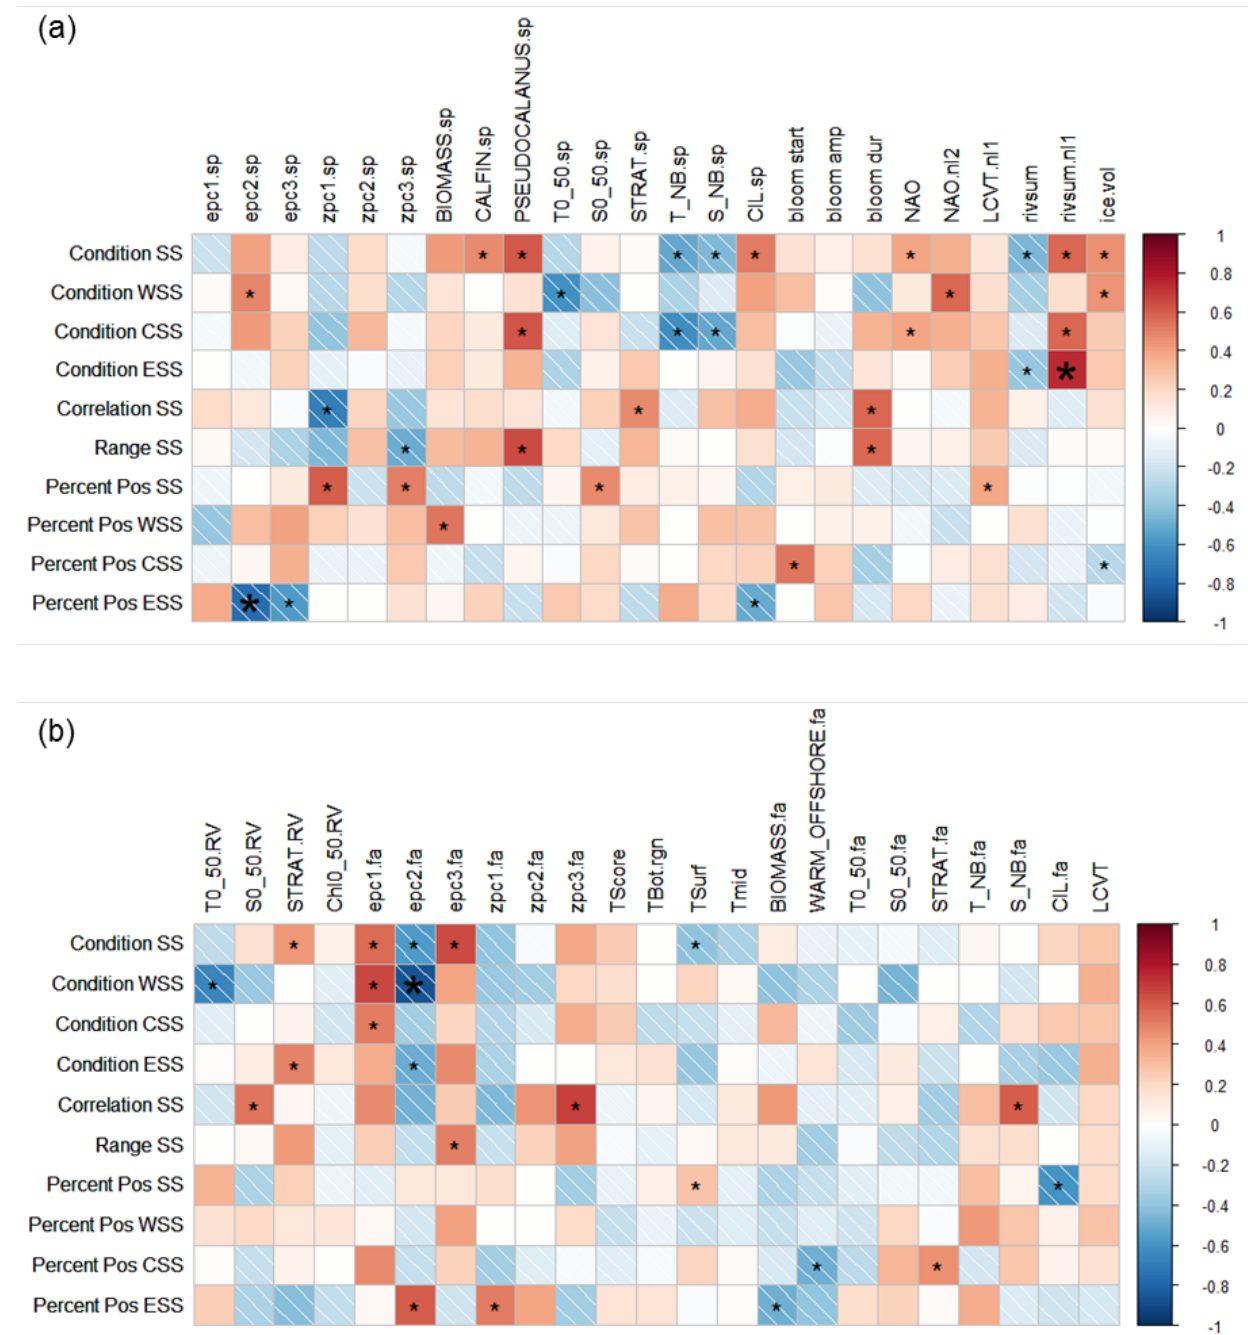 (a)
epc1.sp
epc2.sp
epc3.sp
zpc1.sp
zpc2.sp
zpc3.sp
BIOMASS.sp
CALFIN.sp
PSEUDOCALANUS.sp
T0_50.sp
S0_50.sp
STRAT.sp
T_NB.sp
S_NB.sp
CIL.sp
bloom start
bloom amp
bloom dur
NAO
NAO.nl2
LCVT.nl1
rivsum
rivsum.nl1
ice.vol
Condition SS
Condition WSS
Condition CSS
Condition ESS
Correlation SS
Range SS
Percent Pos SS
Percent Pos WSS
Percent Pos CSS
Percent Pos ESS
1
0.8
0.6
0.4
0.2
0
-0.2
-0.4
-0.6
-0.8
-1
(b)
T0_50.RV
S0_50.RV
STRAT.RV
Chl0_50.RV
epc1.fa
epc2.fa
epc3.fa
zpc1.fa
zpc2.fa
zpc3.fa
TScore
TBot.rgn
TSurf
Tmid
BIOMASS.fa
WARM_OFFSHORE.fa
T0_50.fa
S0_50.fa
STRAT.fa
T_NB.fa
S_NB.fa
CIL.fa
LCVT
Condition SS
Condition WSS
Condition CSS
Condition ESS
Correlation SS
Range SS
Percent Pos SS
Percent Pos WSS
Percent Pos CSS
Percent Pos ESS
1
0.8
0.6
0.4
0.2
0
-0.2
-0.4
-0.6
-0.8
-1